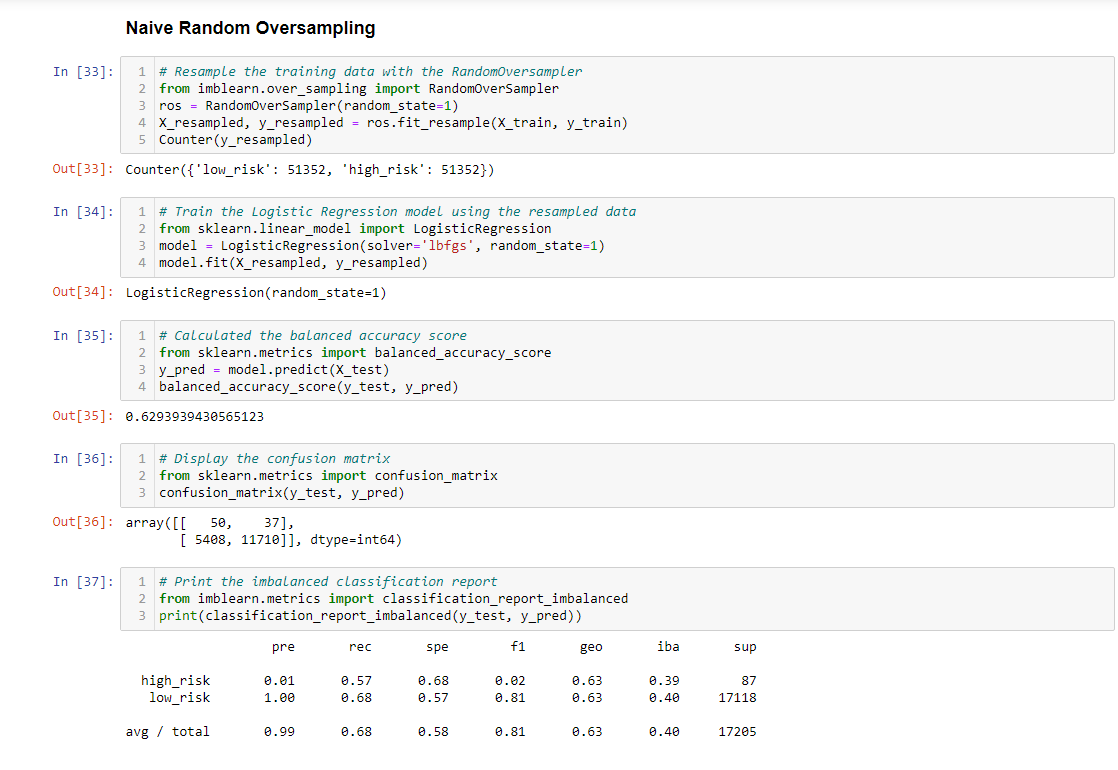 Naive Random Oversampling
In [33]:
1 # Resample the training data with the RandomOversampler
2 from imblearn.over_sampling import RandomOverSampler
3 ros = RandomOverSampler(random_state=1)
4 X_resampled, y_resampled = ros.fit_resample(X_train, y_train)
5 Counter(y_resampled)
Out[33]: Counter({'low_risk': 51352, 'high_risk': 51352})
In [34]:
1 # Train the Logistic Regression model using the resampled data
2 from sklearn.linear_model import LogisticRegression
3 model = LogisticRegression(solver='lbfgs', random_state=1)
4 model.fit(X_resampled, y_resampled)
Out[34]: LogisticRegression(random_state=1)
In [35]:
1 # Calculated the balanced accuracy score
2 from sklearn.metrics import balanced_accuracy_score
3 y_pred = model.predict(X_test)
4 balanced_accuracy_score(y_test, y_pred)
Out[35]: 0.6293939430565123
In [36]:
1 # Display the confusion matrix
2 from sklearn.metrics import confusion_matrix
3 confusion_matrix(y_test, y_pred)
Out[36]: array([[   50,    37],
       [ 5408, 11710]], dtype=int64)
In [37]:
1 # Print the imbalanced classification report
2 from imblearn.metrics import classification_report_imbalanced
3 print(classification_report_imbalanced(y_test, y_pred))
pre rec spe f1 geo iba sup
high_risk 0.01 0.57 0.68 0.02 0.63 0.39 87
low_risk 1.00 0.68 0.57 0.81 0.63 0.40 17118
avg / total 0.99 0.68 0.58 0.81 0.63 0.40 17205